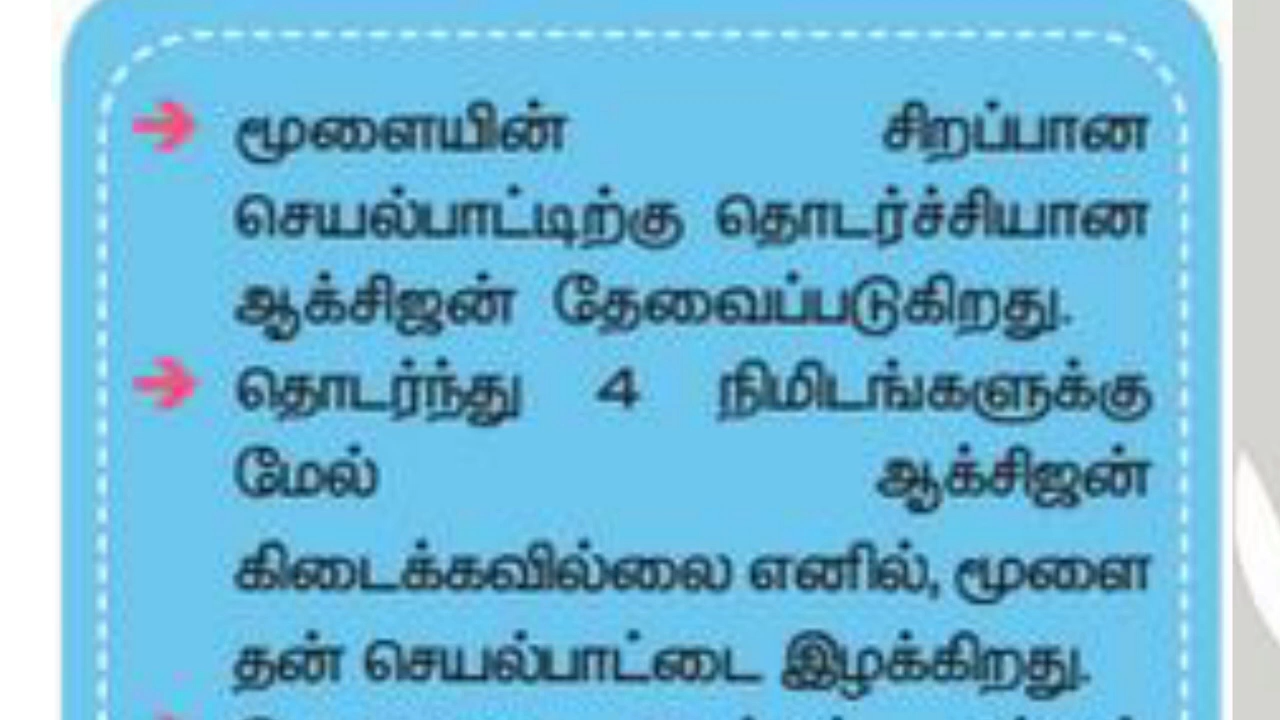 மூளையின் சிறப்பான
செயல்பாட்டிற்கு தொடர்ச்சியான
ஆக்சிஜன் தேவைப்படுகிறது.
தொடர்ந்து 4 நிமிடங்களுக்கு
மேல் ஆக்சிஜன்
கிடைக்கவில்லை எனில், மூளை
தன் செயல்பாட்டை இழக்கிறது.